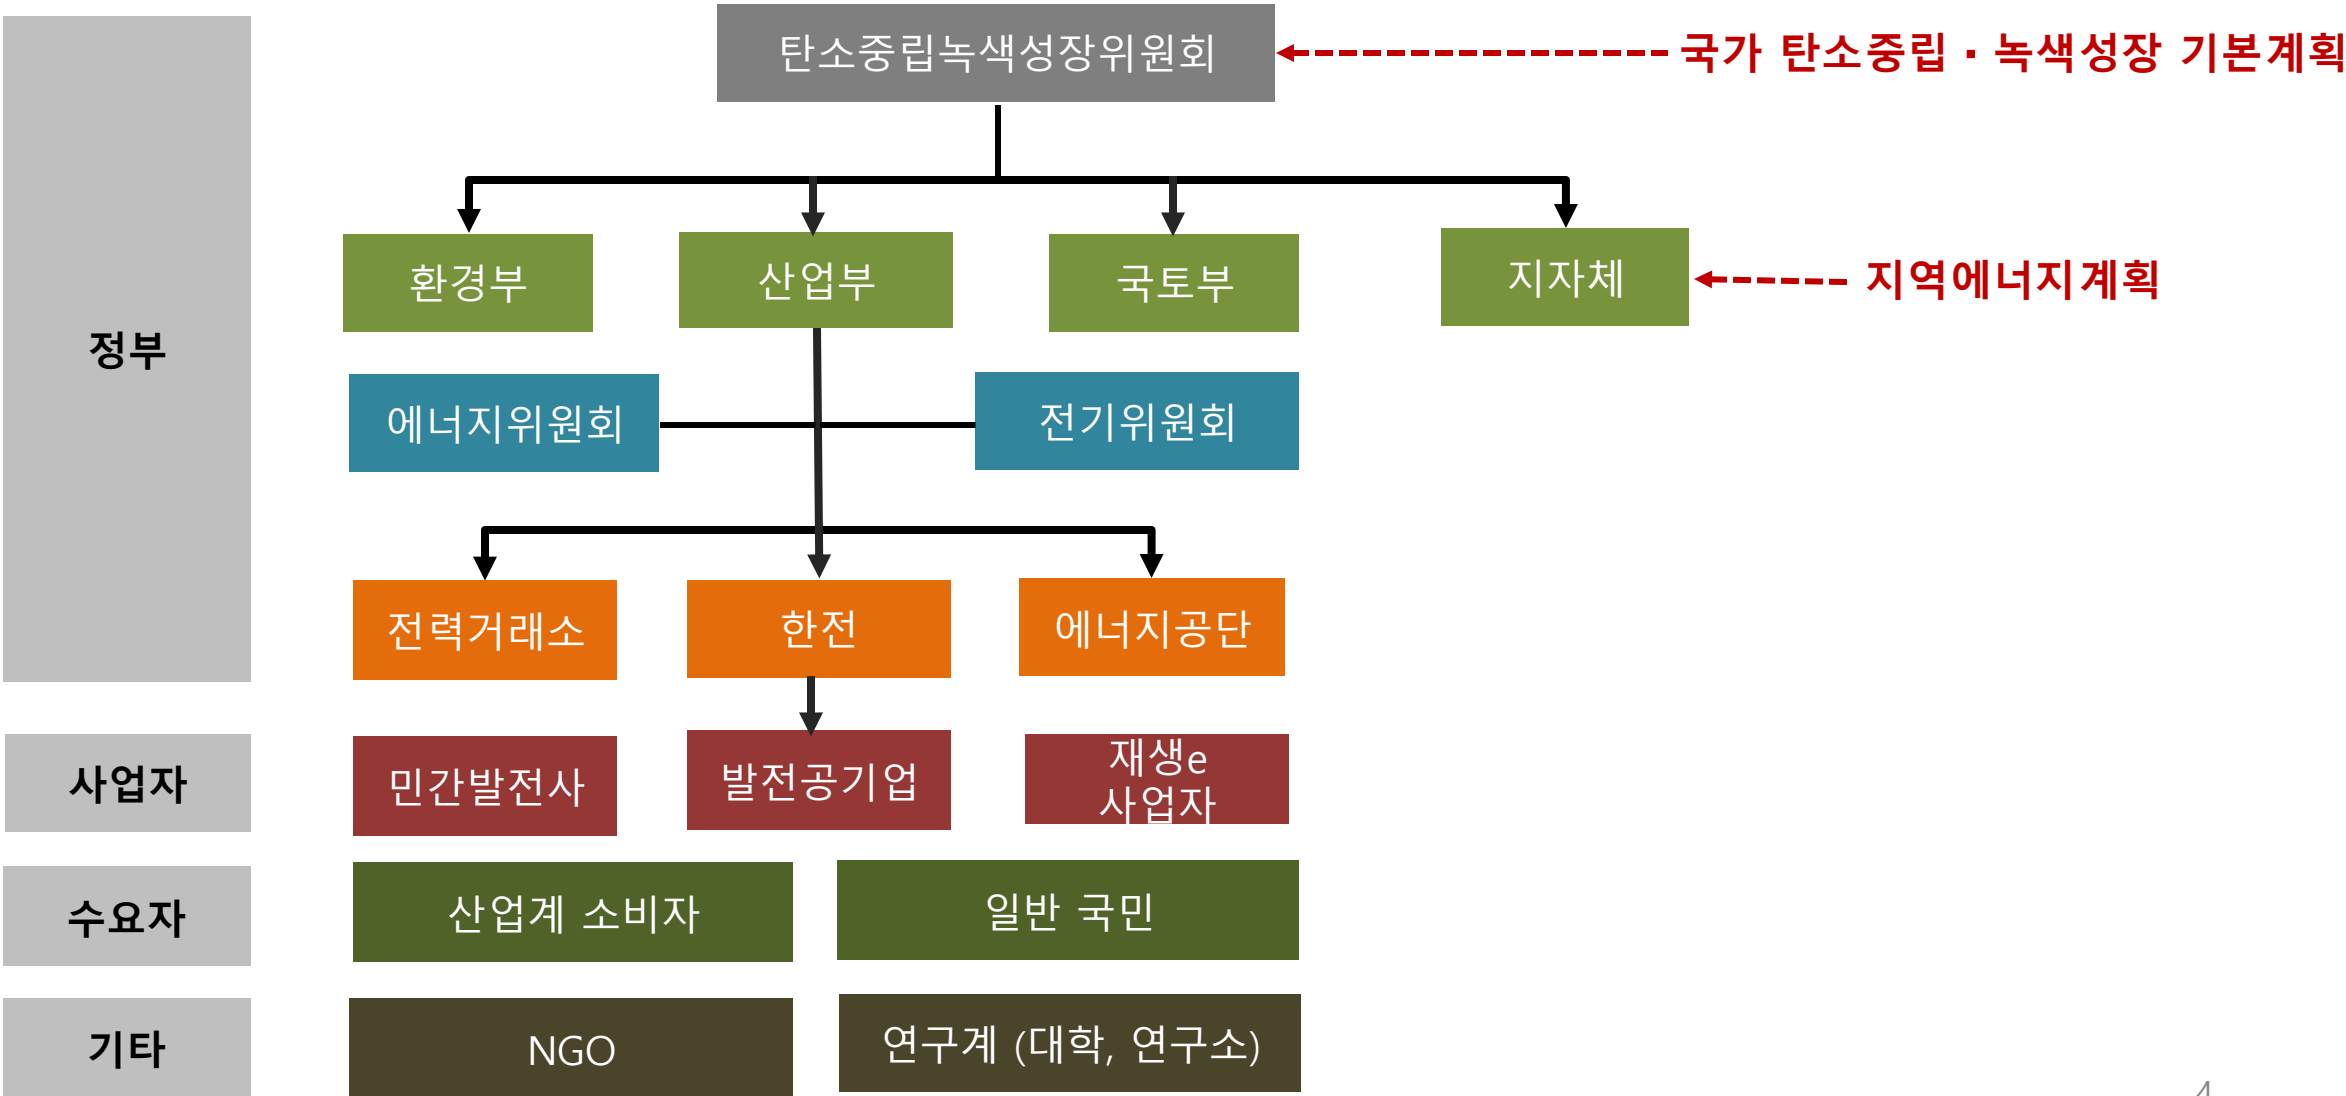 탄소중립녹색성장위원회
국가 탄소중립 · 녹색성장 기본계획
정부
환경부
산업부
국토부
지자체
지역에너지계획
에너지위원회
전기위원회
전력거래소
한전
에너지공단
사업자
민간발전사
발전공기업
재생e
사업자
수요자
산업계 소비자
일반 국민
기타
NGO
연구계 (대학, 연구소)
4